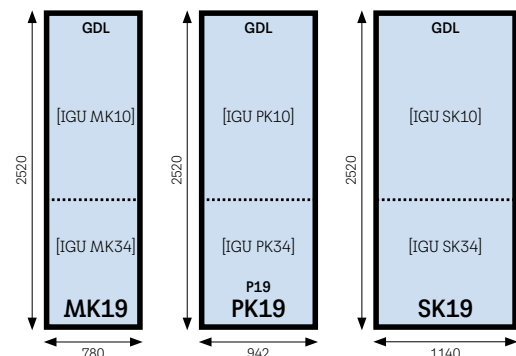 GDL
[IGU MK10]
2520
[IGU MK34]
MK19
780
GDL
[IGU PK10]
2520
[IGU PK34]
P19
PK19
942
GDL
[IGU SK10]
2520
[IGU SK34]
SK19
1140